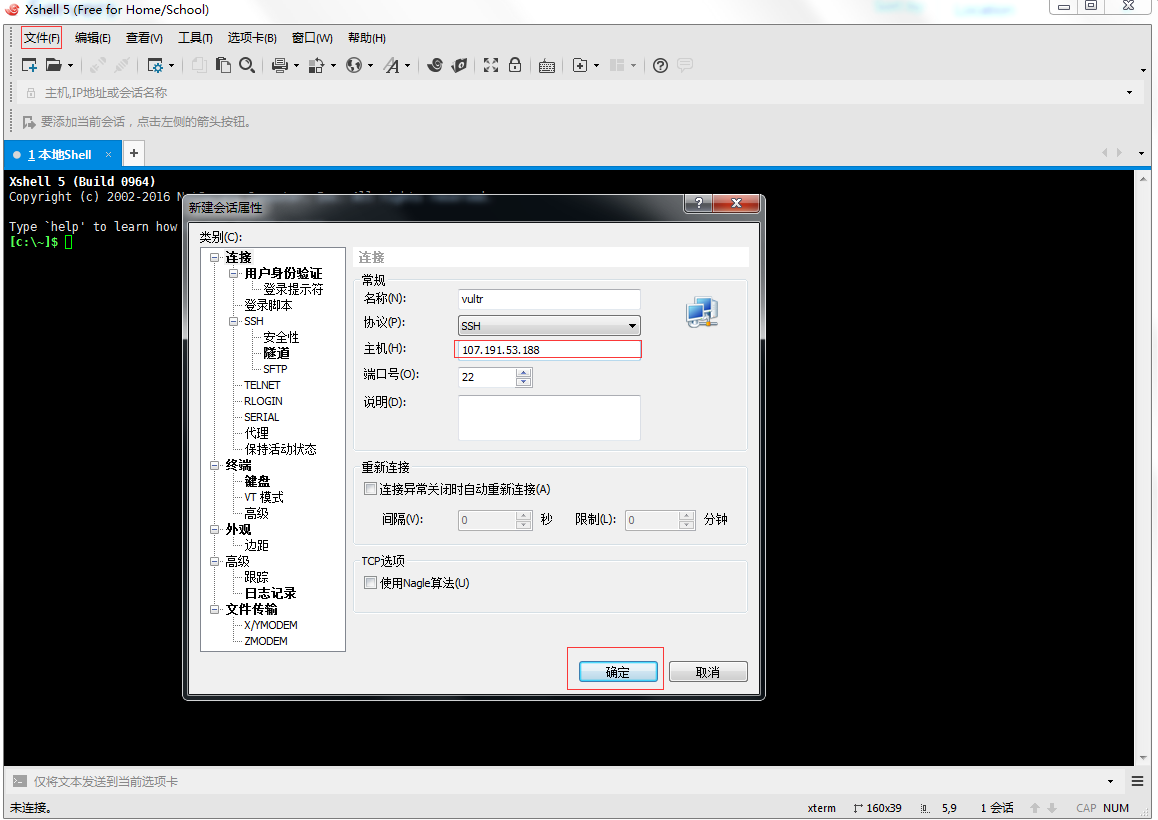 Xshell 5 (Free for Home/School)
文件(F) 编辑(E) 查看(V) 工具(T) 选项卡(B) 窗口(W) 帮助(H)
主机,IP地址或会话名称
要添加当前会话，点击左侧的箭头按钮。
1 本地Shell × +
Xshell 5 (Build 0964)
Copyright (c) 2002-2016
Type `help' to learn how
[c:\~]$
新建会话属性
类别(C):
连接
用户身份验证
登录提示符
登录脚本
SSH
安全性
隧道
SFTP
TELNET
RLOGIN
SERIAL
代理
保持活动状态
终端
键盘
VT 模式
高级
外观
边距
高级
跟踪
日志记录
文件传输
X/YMODEM
ZMODEM
连接
常规
名称(N): vultr
协议(P): SSH
主机(H): 107.191.53.188
端口号(O): 22
说明(D):
重新连接
连接异常关闭时自动重新连接(A)
间隔(V): 0 秒 限制(L): 0 分钟
TCP选项
使用Nagle算法(U)
确定 取消
仅将文本发送到当前选项卡
未连接。 xterm 160x39 5,9 1 会话 CAP NUM